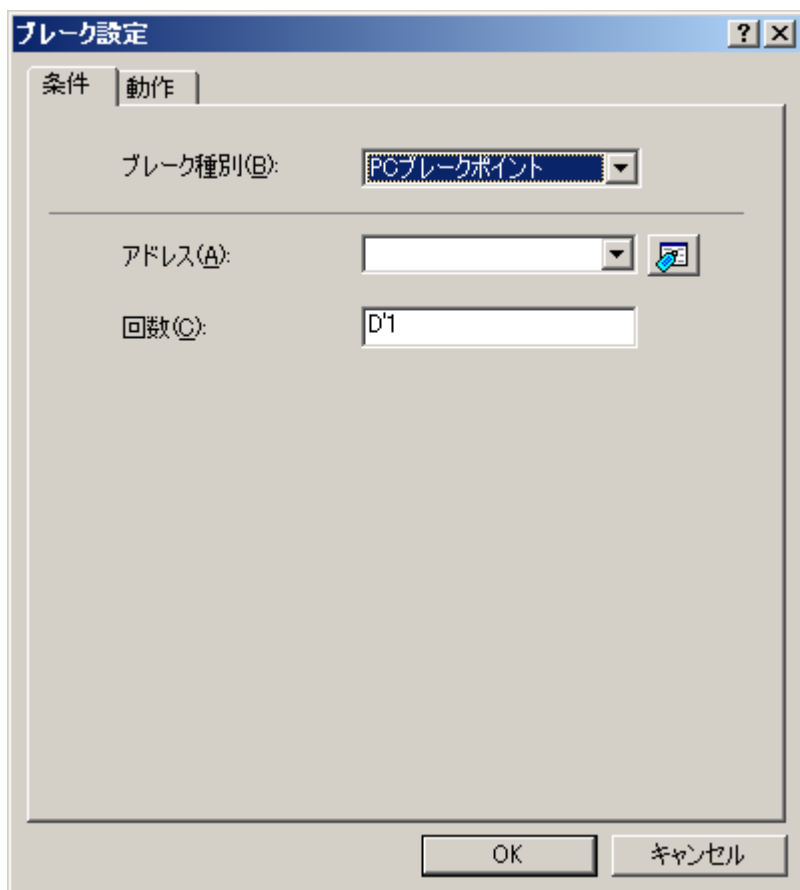 ブレーク設定
条件 動作
ブレーク種別(B): PCブレークポイント
アドレス(A):
回数(C): D'1
OK キャンセル